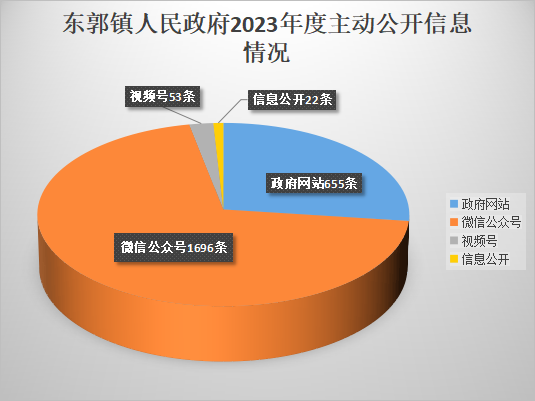 东郭镇人民政府2023年度主动公开信息
情况
视频号53条
信息公开22条
政府网站655条
微信公众号1696条
政府网站
微信公众号
视频号
信息公开